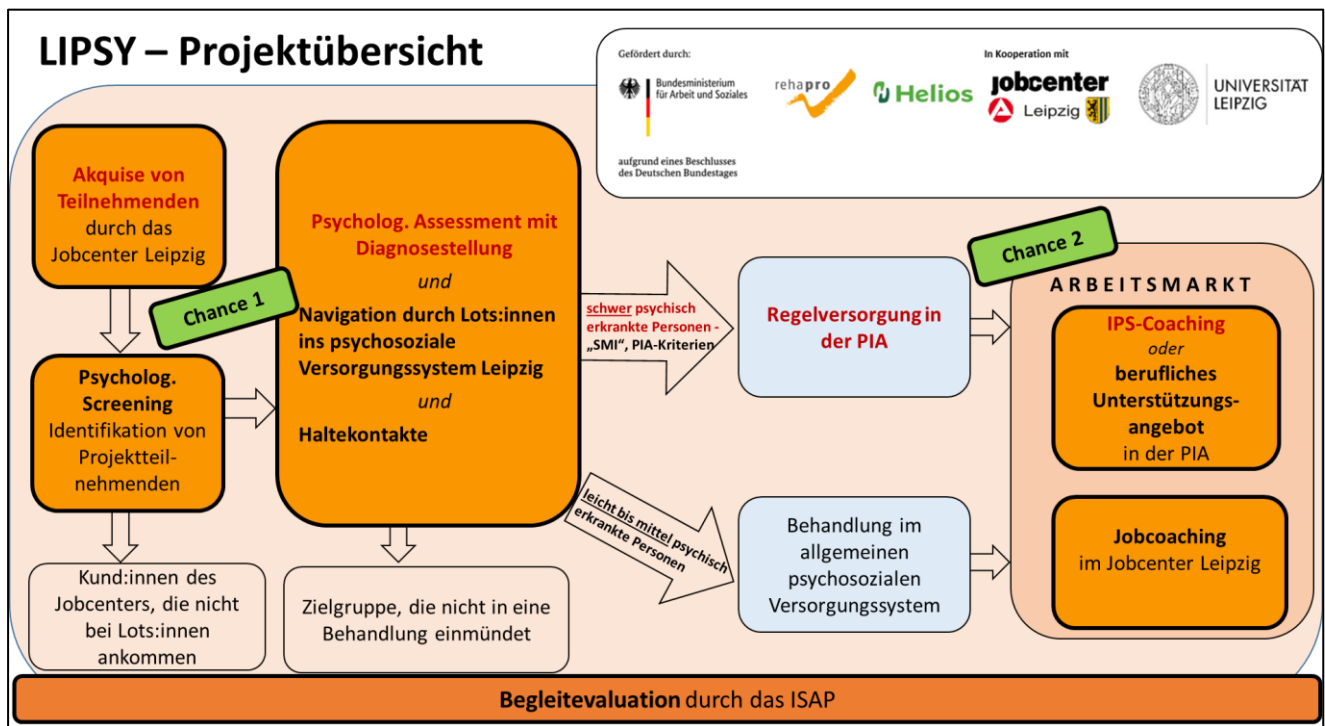 LIPSY – Projektübersicht
Gefördert durch:
Bundesministerium
für Arbeit und Soziales
aufgrund eines Beschlusses
des Deutschen Bundestages
rehapro
Helios
In Kooperation mit
jobcenter
Leipzig
UNIVERSITÄT
LEIPZIG
Akquise von
Teilnehmenden
durch das
Jobcenter Leipzig
Chance 1
Psycholog.
Screening
Identifikation von
Projektteil-
nehmenden
Kund:innen des
Jobcenters, die nicht
bei Lots:innen
ankommen
Psycholog. Assessment mit
Diagnosestellung
und
Navigation durch Lots:innen
ins psychosoziale
Versorgungssystem Leipzig
und
Haltekontakte
Zielgruppe, die nicht in eine
Behandlung einmündet
schwer psychisch
erkrankte Personen -
„SMI“, PIA-Kriterien
leicht bis mittel psychisch
erkrankte Personen
Regelversorgung in
der PIA
Behandlung im
allgemeinen
psychosozialen
Versorgungssystem
Chance 2
ARBEITSMARKT
IPS-Coaching
oder
berufliches
Unterstützungs-
angebot
in der PIA
Jobcoaching
im Jobcenter Leipzig
Begleitevaluation durch das ISAP